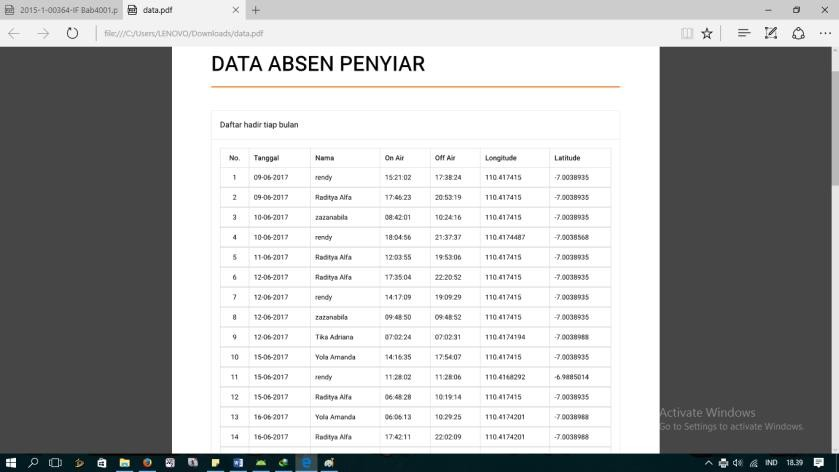 2015-1-00364-IF Bab4001.p
data.pdf
file:///C:/Users/LENOVO/Downloads/data.pdf
DATA ABSEN PENYIAR
Daftar hadir tiap bulan
No. Tanggal Nama On Air Off Air Longitude Latitude
1 09-06-2017 rendy 15:21:02 17:38:24 110.417415 -7.0038935
2 09-06-2017 Raditya Alfa 17:46:23 20:53:19 110.417415 -7.0038935
3 10-06-2017 zazanabila 08:42:01 10:24:16 110.417415 -7.0038935
4 10-06-2017 rendy 18:04:56 21:37:37 110.4174487 -7.0038568
5 11-06-2017 Raditya Alfa 12:03:55 19:53:06 110.417415 -7.0038935
6 12-06-2017 Raditya Alfa 17:35:04 22:20:52 110.417415 -7.0038935
7 12-06-2017 rendy 14:17:09 19:09:29 110.417415 -7.0038935
8 12-06-2017 zazanabila 09:48:50 09:48:52 110.417415 -7.0038935
9 12-06-2017 Tika Adriana 07:02:24 07:02:31 110.4174194 -7.0038988
10 15-06-2017 Yola Amanda 14:16:35 17:54:07 110.417415 -7.0038935
11 15-06-2017 rendy 11:28:02 11:28:06 110.4168292 -6.9885014
12 15-06-2017 Raditya Alfa 06:48:28 10:19:14 110.417415 -7.0038935
13 16-06-2017 Yola Amanda 06:06:13 10:29:25 110.4174201 -7.0038988
14 16-06-2017 Raditya Alfa 17:42:11 22:02:09 110.4174201 -7.0038988
Activate Windows
Go to Settings to activate Windows.
IND 18.39